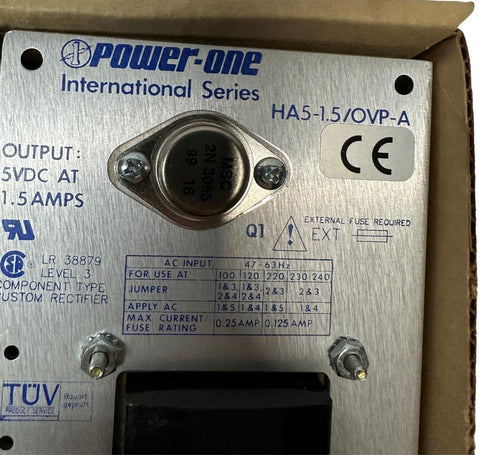 POWER-ONE
International Series
HA5-1.5/OVP-A
OUTPUT:
5VDC AT
1.5 AMPS
MSC
2N 3055
99 16
CE
Q1
EXTERNAL FUSE REQUIRED
EXT
LR 38879
LEVEL 3
COMPONENT TYPE
CUSTOM RECTIFIER
AC INPUT, 47-63Hz
FOR USE AT 100 120 220 230 240
JUMPER 1&3, 1&3, 2&3 2&3
2&4 2&4
APPLY AC 1&5 1&4 1&5 1&4
MAX CURRENT/
FUSE RATING 0.25AMP 0.125AMP
TÜV
PRODUCT SERVICE
Bauart
geprüft